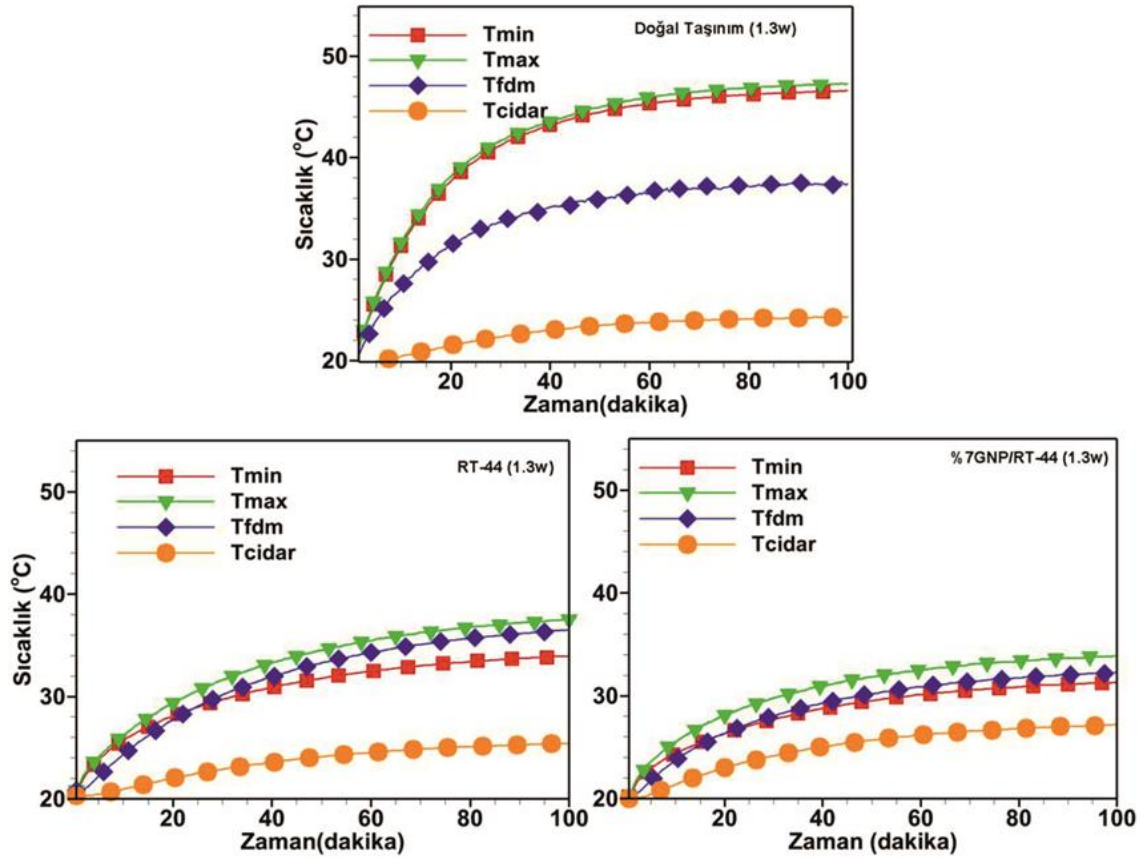 Doğal Taşınım (1.3w)
Tmin
Tmax
Tfdm
Tcidar
Sıcaklık (°C)
50
40
30
20
20
40
60
80
100
Zaman(dakika)
RT-44 (1.3w)
Tmin
Tmax
Tfdm
Tcidar
Sıcaklık (°C)
50
40
30
20
20
40
60
80
100
Zaman(dakika)
%7GNP/RT-44 (1.3w)
Tmin
Tmax
Tfdm
Tcidar
50
40
30
20
20
40
60
80
100
Zaman (dakika)